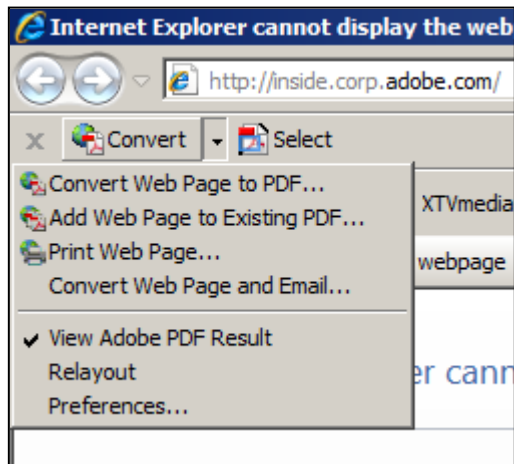 Internet Explorer cannot display the web
http://inside.corp.adobe.com/
x Convert Select
Convert Web Page to PDF...
Add Web Page to Existing PDF...
XTVmedia
Print Web Page...
webpage
Convert Web Page and Email...
View Adobe PDF Result
Relayout
er cann
Preferences...